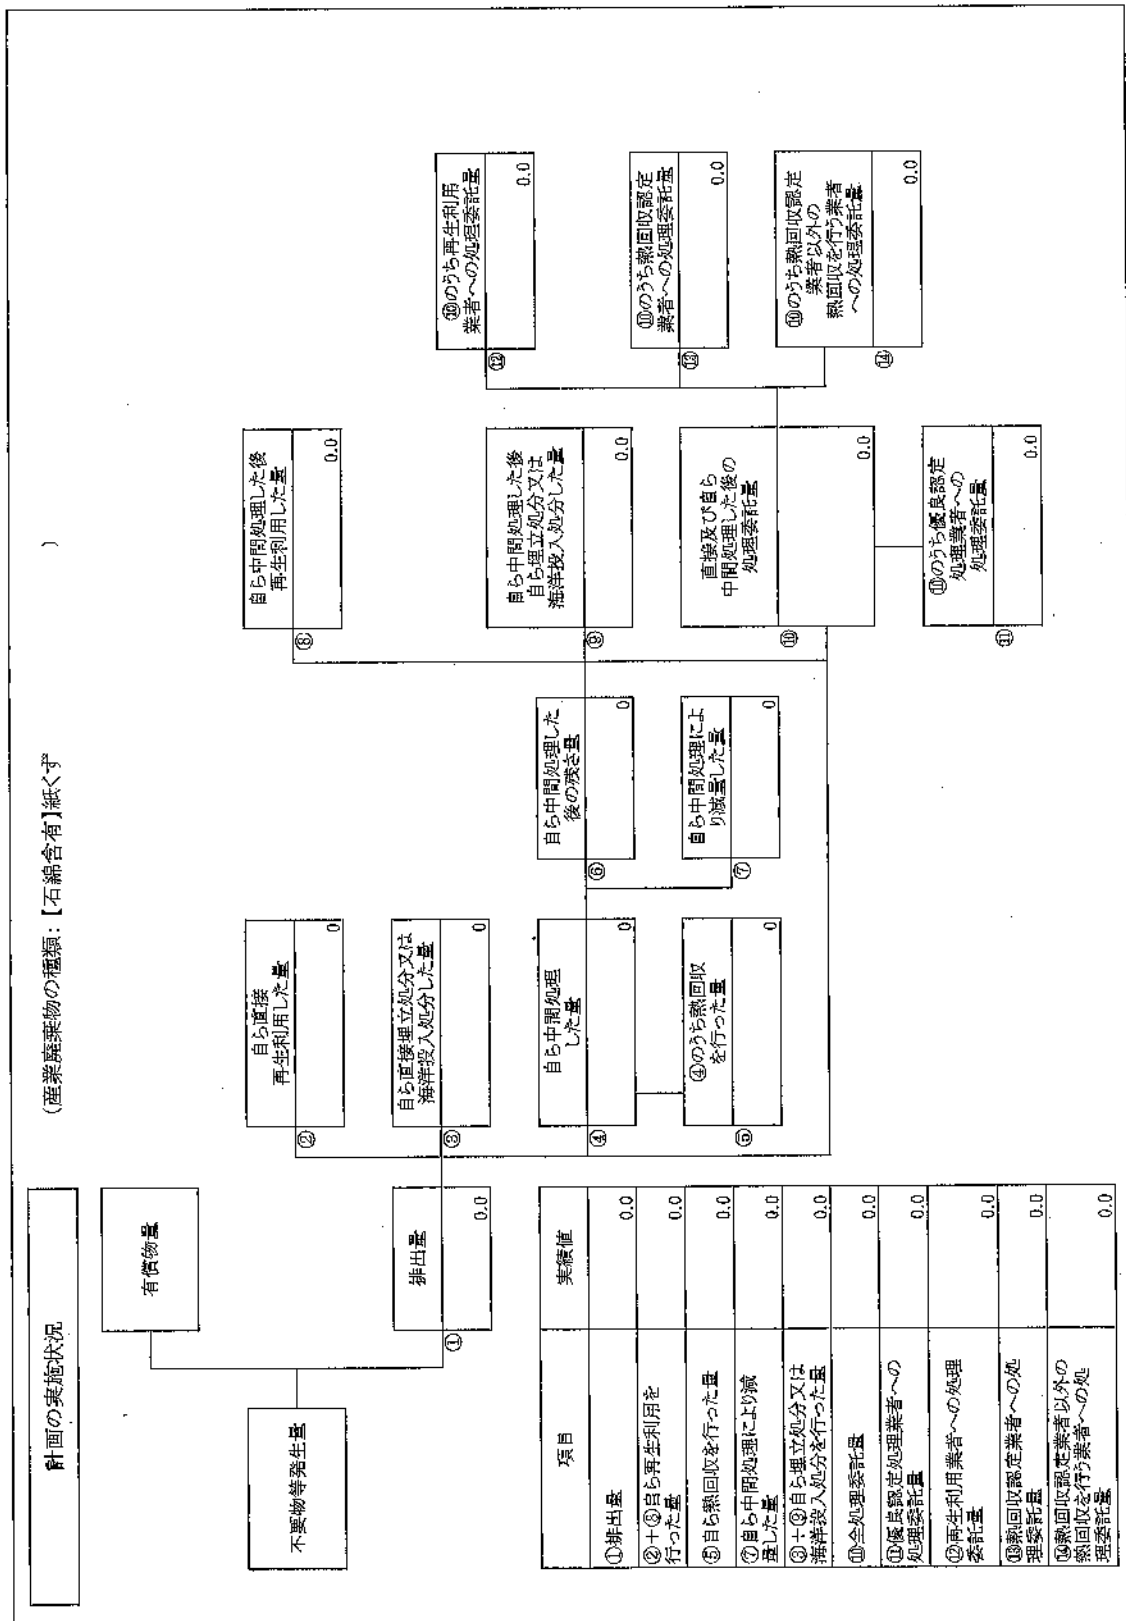 計画の実施状況
(産業廃棄物の種類:【石綿含有】紙くず
)
不要物等発生量
有償物量
①
排出量
0.0
②
自ら直接
再生利用した量
0
③
自ら直接埋立処分又は
海洋投入処分した量
0
④
自ら中間処理
した量
0
⑤
④のうち熱回収
を行った量
0
⑥
自ら中間処理した
後の残さ量
0
⑦
自ら中間処理によ
り減量した量
0
⑧
自ら中間処理した後
再生利用した量
0.0
⑨
自ら中間処理した後
自ら埋立処分又は
海洋投入処分した量
0.0
⑩
直接及び自ら
中間処理した後の
処理委託量
0.0
⑪
⑩のうち優良認定
処理業者への
処理委託量
0.0
⑫
⑩のうち再生利用
業者への処理委託量
0.0
⑬
⑩のうち熱回収認定
業者への処理委託量
0.0
⑭
⑩のうち熱回収認定
業者以外の
熱回収を行う業者
への処理委託量
0.0
項目
実績値
①排出量
0.0
②+⑧自ら再生利用を
行った量
0.0
⑤自ら熱回収を行った量
0.0
⑦自ら中間処理により減
量した量
0.0
③+⑨自ら埋立処分又は
海洋投入処分を行った量
0.0
⑩全処理委託量
0.0
⑪優良認定処理業者への
処理委託量
0.0
⑫再生利用業者への処理
委託量
0.0
⑬熱回収認定業者への処
理委託量
0.0
⑭熱回収認定業者以外の
熱回収を行う業者への処
理委託量
0.0